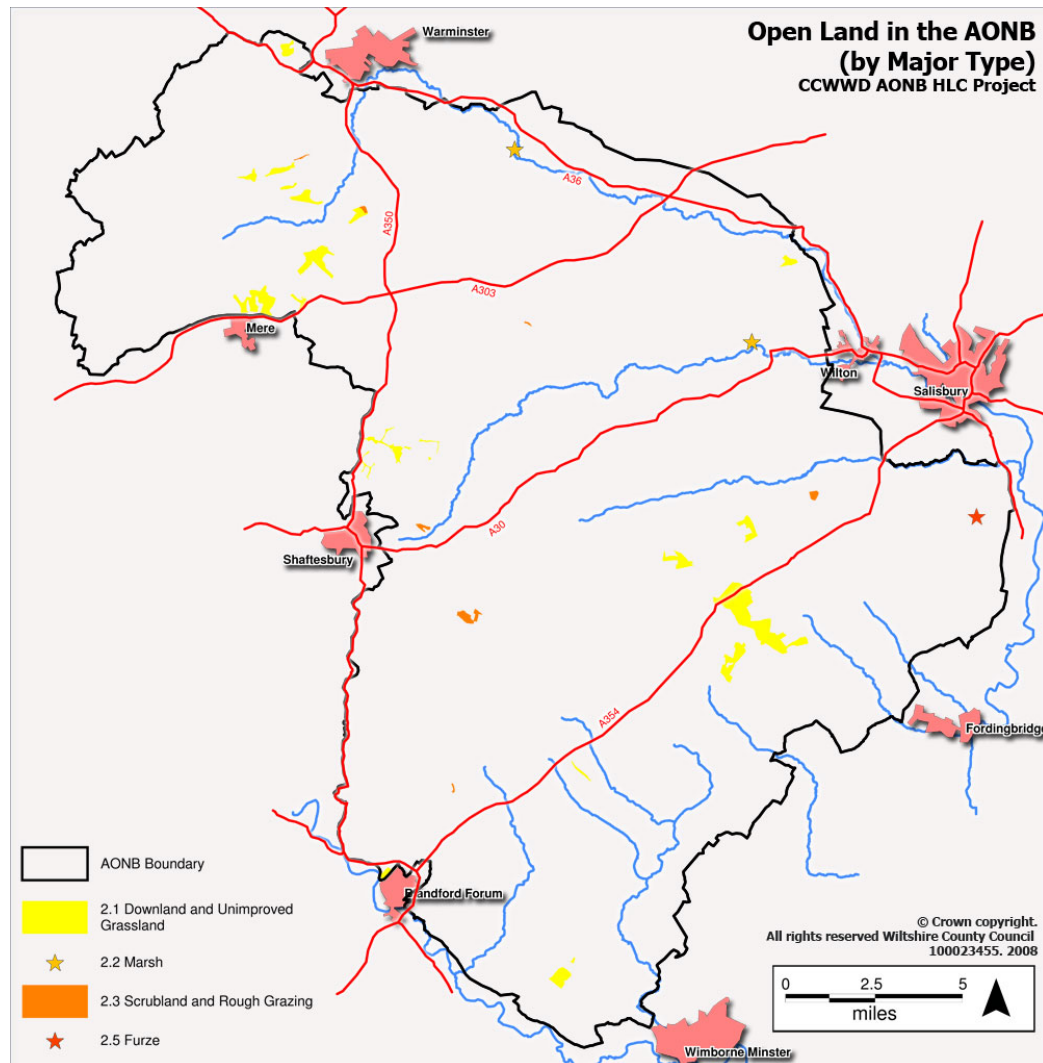 Open Land in the AONB
(by Major Type)
CCWWD AONB HLC Project
Warminster
A36
A350
A303
Mere
Wilton
Salisbury
A30
Shaftesbury
A354
Fordingbridge
Blandford Forum
Wimborne Minster
AONB Boundary
2.1 Downland and Unimproved
Grassland
2.2 Marsh
2.3 Scrubland and Rough Grazing
2.5 Furze
© Crown copyright.
All rights reserved Wiltshire County Council
100023455. 2008
0 2.5 5
miles